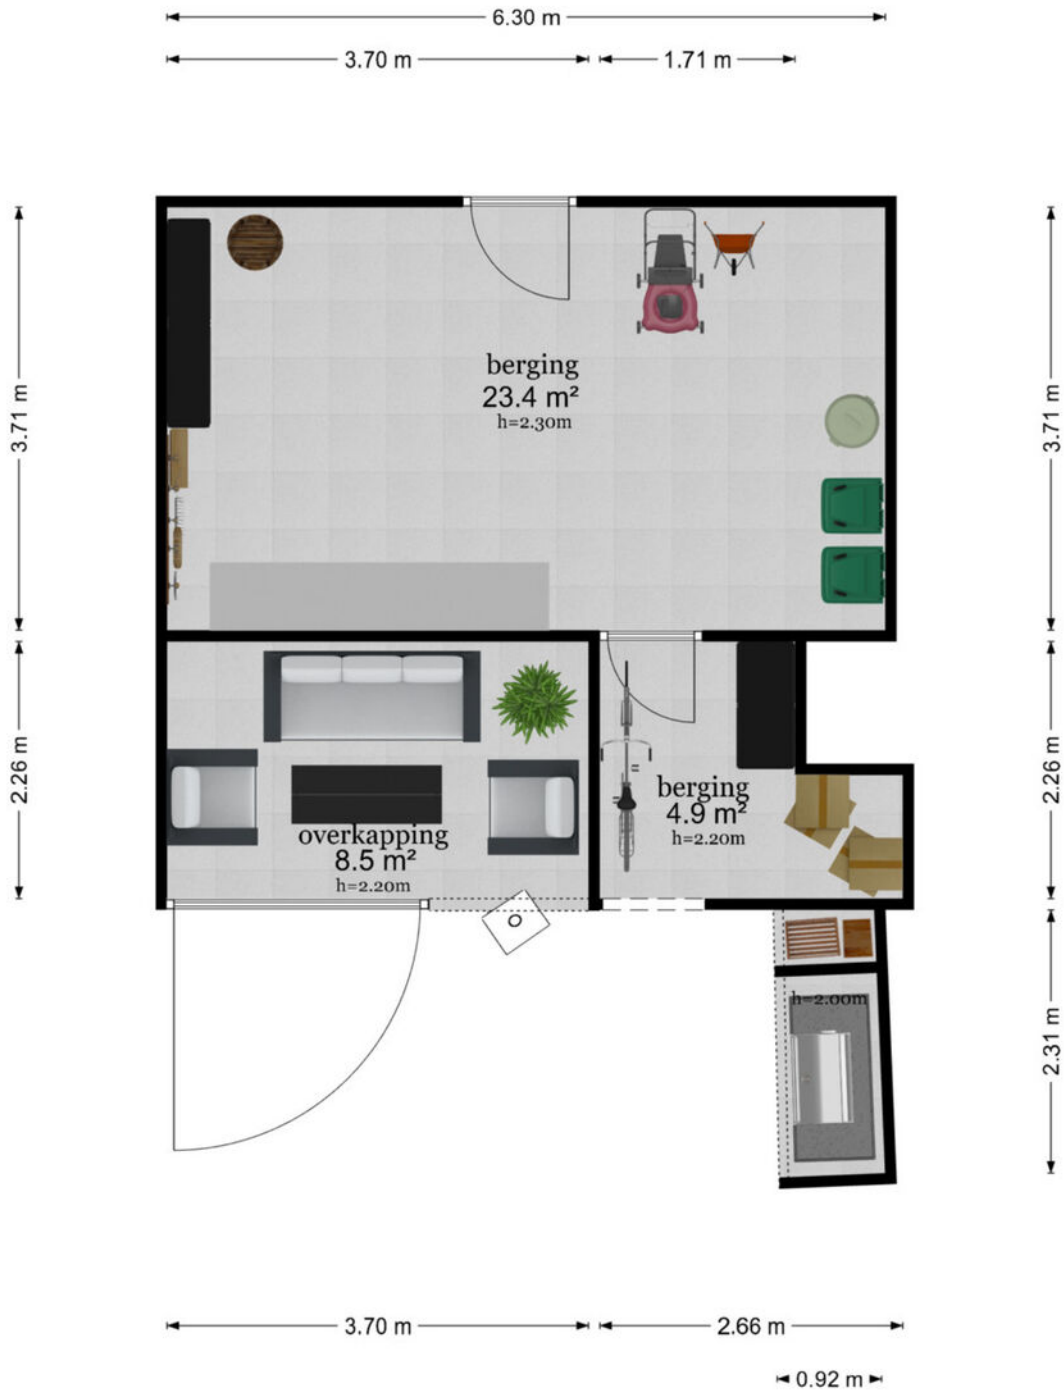 6.30 m
3.70 m
1.71 m
3.71 m
3.71 m
berging
23.4 m²
h=2.30m
2.26 m
2.26 m
berging
4.9 m²
h=2.20m
overkapping
8.5 m²
h=2.20m
h=2.00m
2.31 m
3.70 m
2.66 m
0.92 m